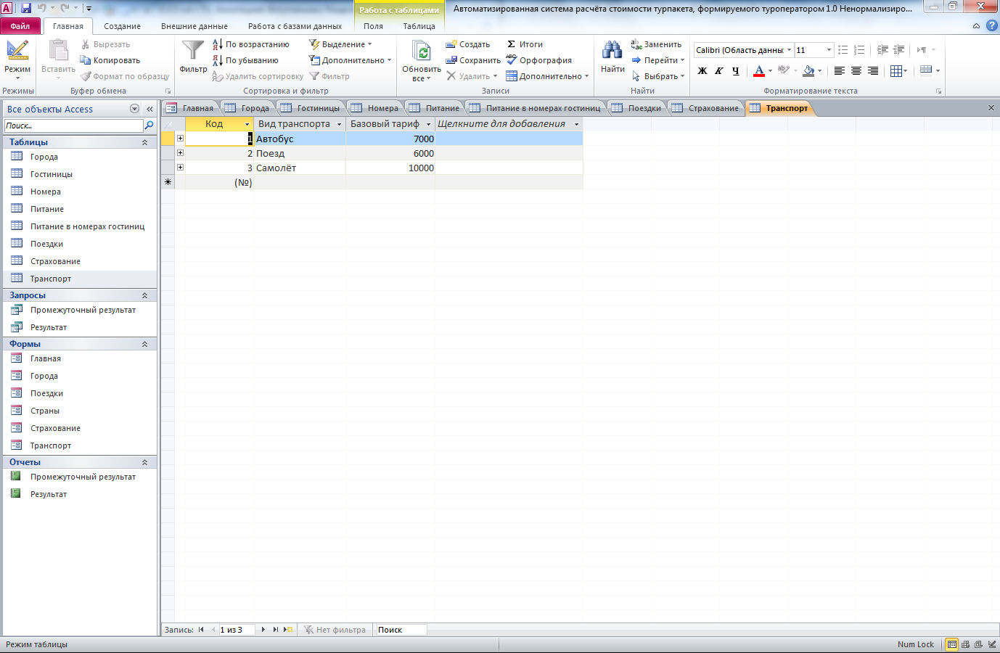 Работа с таблицами
Автоматизированная система расчёта стоимости турпакета, формируемого туроператором 1.0 Ненормализиро...
Файл
Главная
Создание
Внешние данные
Работа с базами данных
Поля
Таблица
Режим
Режимы
Вставить
Вырезать
Копировать
Формат по образцу
Буфер обмена
Фильтр
По возрастанию
По убыванию
Удалить сортировку
Выделение
Дополнительно
Фильтр
Сортировка и фильтр
Обновить
все
Создать
Сохранить
Удалить
Итоги
Орфография
Дополнительно
Записи
Найти
Заменить
Перейти
Выбрать
Найти
Calibri (Область данны:
11
Ж К Ч
Форматирование текста
Все объекты Access
Поиск...
Таблицы
Города
Гостиницы
Номера
Питание
Питание в номерах гостиниц
Поездки
Страхование
Транспорт
Запросы
Промежуточный результат
Результат
Формы
Главная
Города
Поездки
Страны
Страхование
Транспорт
Отчеты
Промежуточный результат
Результат
Главная
Города
Гостиницы
Номера
Питание
Питание в номерах гостиниц
Поездки
Страхование
Транспорт
Код Вид транспорта Базовый тариф Щелкните для добавления
1 Автобус 7000
2 Поезд 6000
3 Самолёт 10000
(№)
Запись: 1 из 3 Нет фильтра Поиск
Режим таблицы
Num Lock